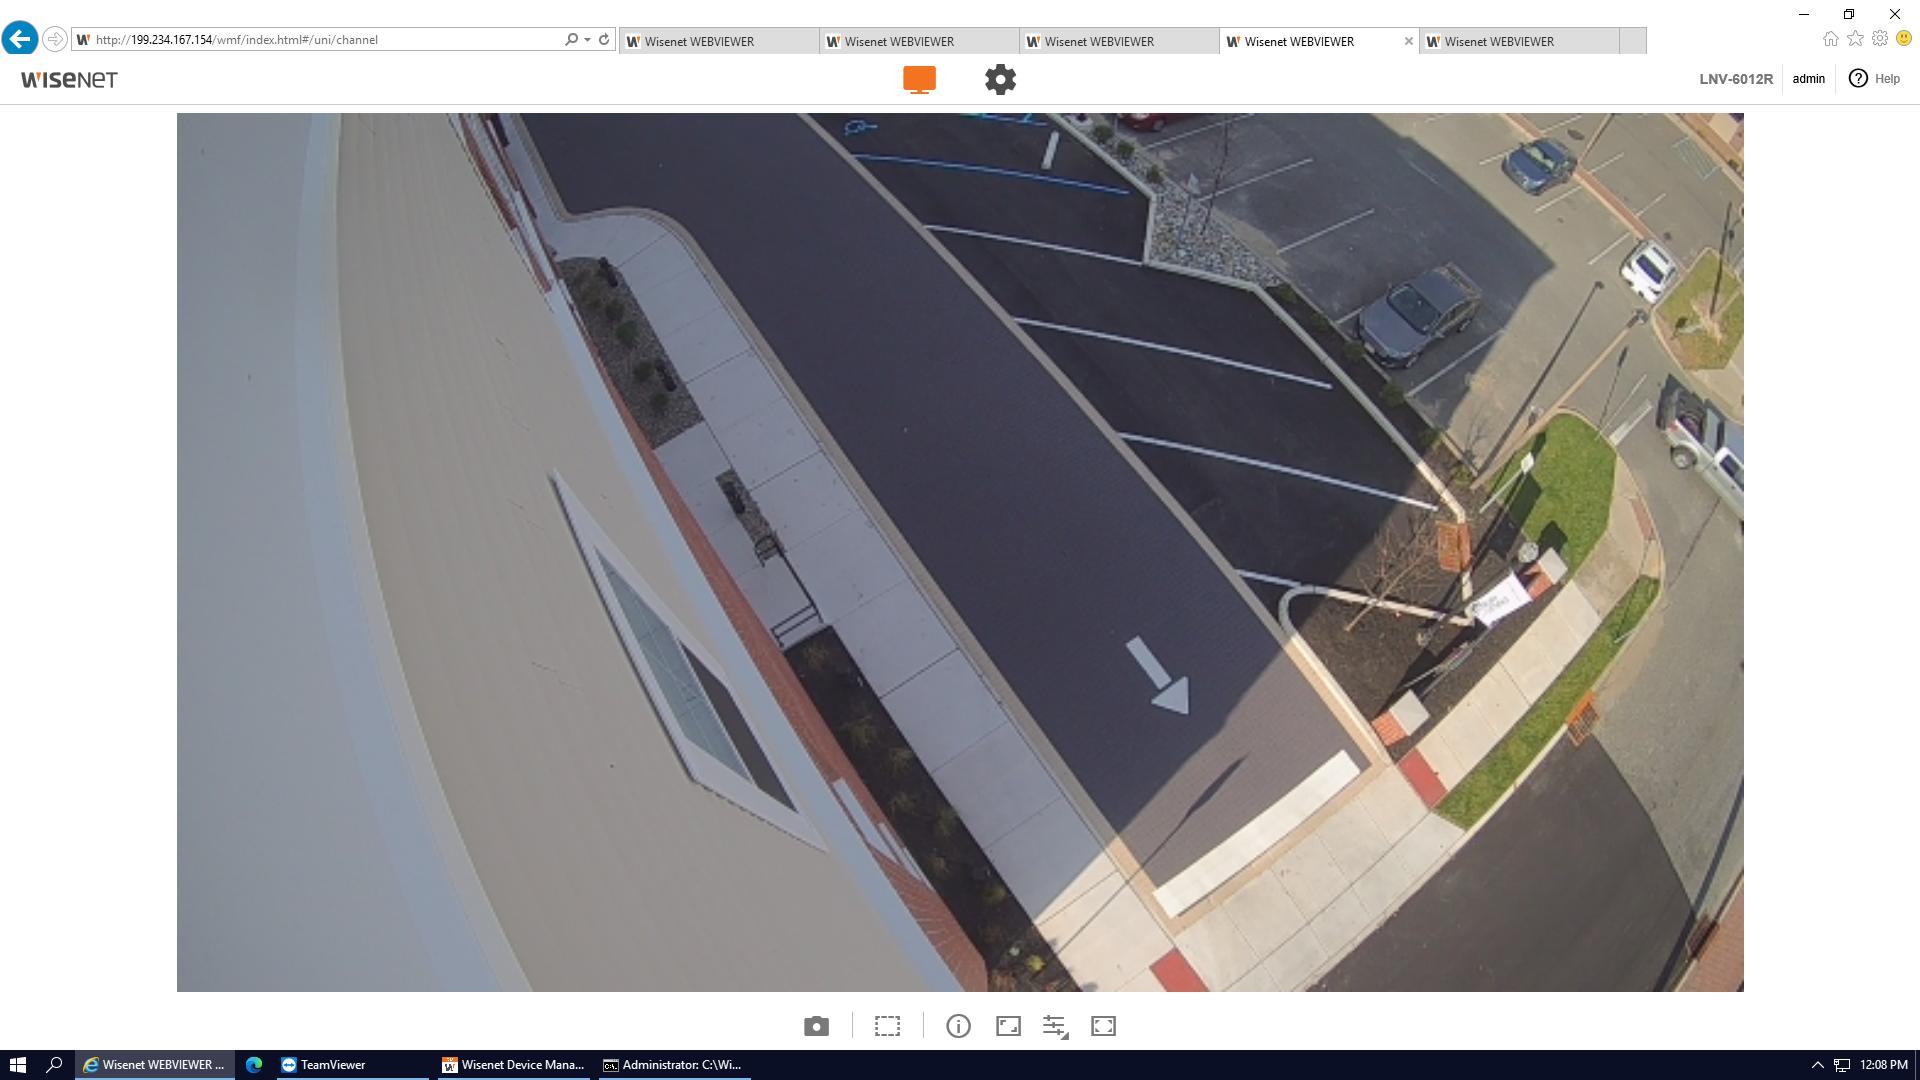 http://199.234.167.154/wmf/index.html#/uni/channel
Wisenet WEBVIEWER
Wisenet WEBVIEWER
Wisenet WEBVIEWER
Wisenet WEBVIEWER
Wisenet WEBVIEWER
WISENET
LNV-6012R
admin
Help
Wisenet WEBVIEWER ...
TeamViewer
Wisenet Device Mana...
Administrator: C:\Wi...
12:08 PM